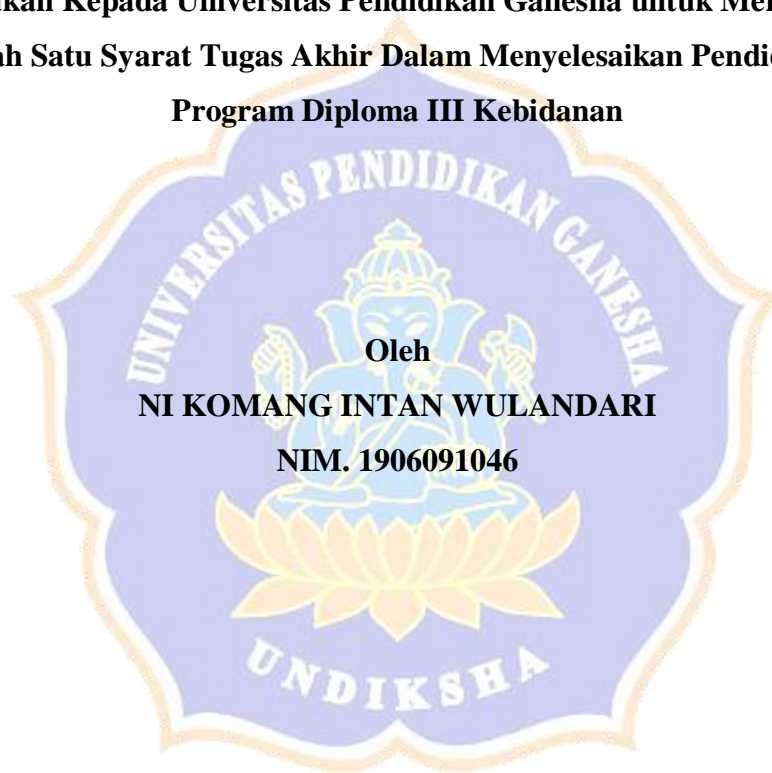 Kepada Universitas Pendidikan Ganesha untuk
Satu Syarat Tugas Akhir Dalam Menyelesaikan
Program Diploma III Kebidanan
UNIVERSITAS PENDIDIKAN GANESHA
Oleh
NI KOMANG INTAN WULANDARI
NIM. 1906091046
UNDIKSHA